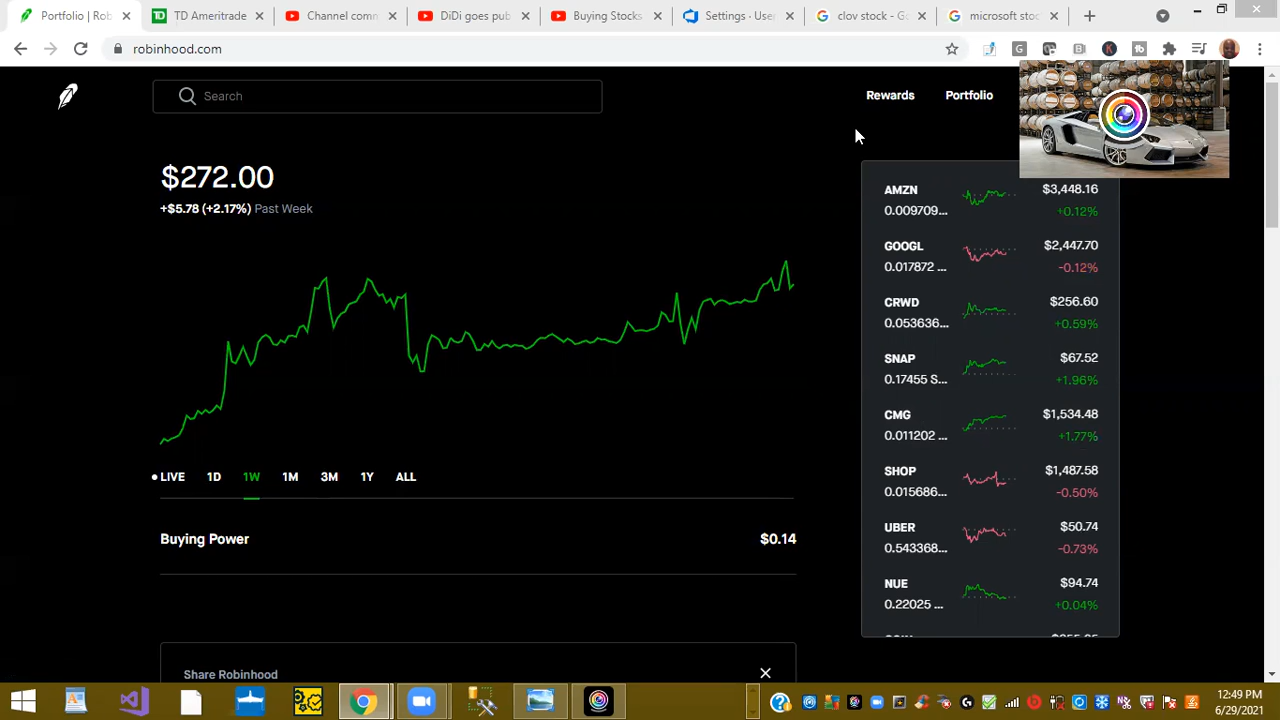 Portfolio | Rob
TD Ameritrade
Channel comm
DiDi goes pub
Buying Stocks
Settings - User
clov stock - Go
microsoft stoc
robinhood.com
Search
Rewards
Portfolio
$272.00
+$5.78 (+2.17%) Past Week
LIVE 1D 1W 1M 3M 1Y ALL
Buying Power $0.14
Share Robinhood
AMZN $3,448.16
0.009709... +0.12%
GOOGL $2,447.70
0.017872 ... -0.12%
CRWD $256.60
0.053636... +0.59%
SNAP $67.52
0.17455 S... +1.96%
CMG $1,534.48
0.011202 ... +1.77%
SHOP $1,487.58
0.015686... -0.50%
UBER $50.74
0.543368... -0.73%
NUE $94.74
0.22025 ... +0.04%
12:49 PM
6/29/2021